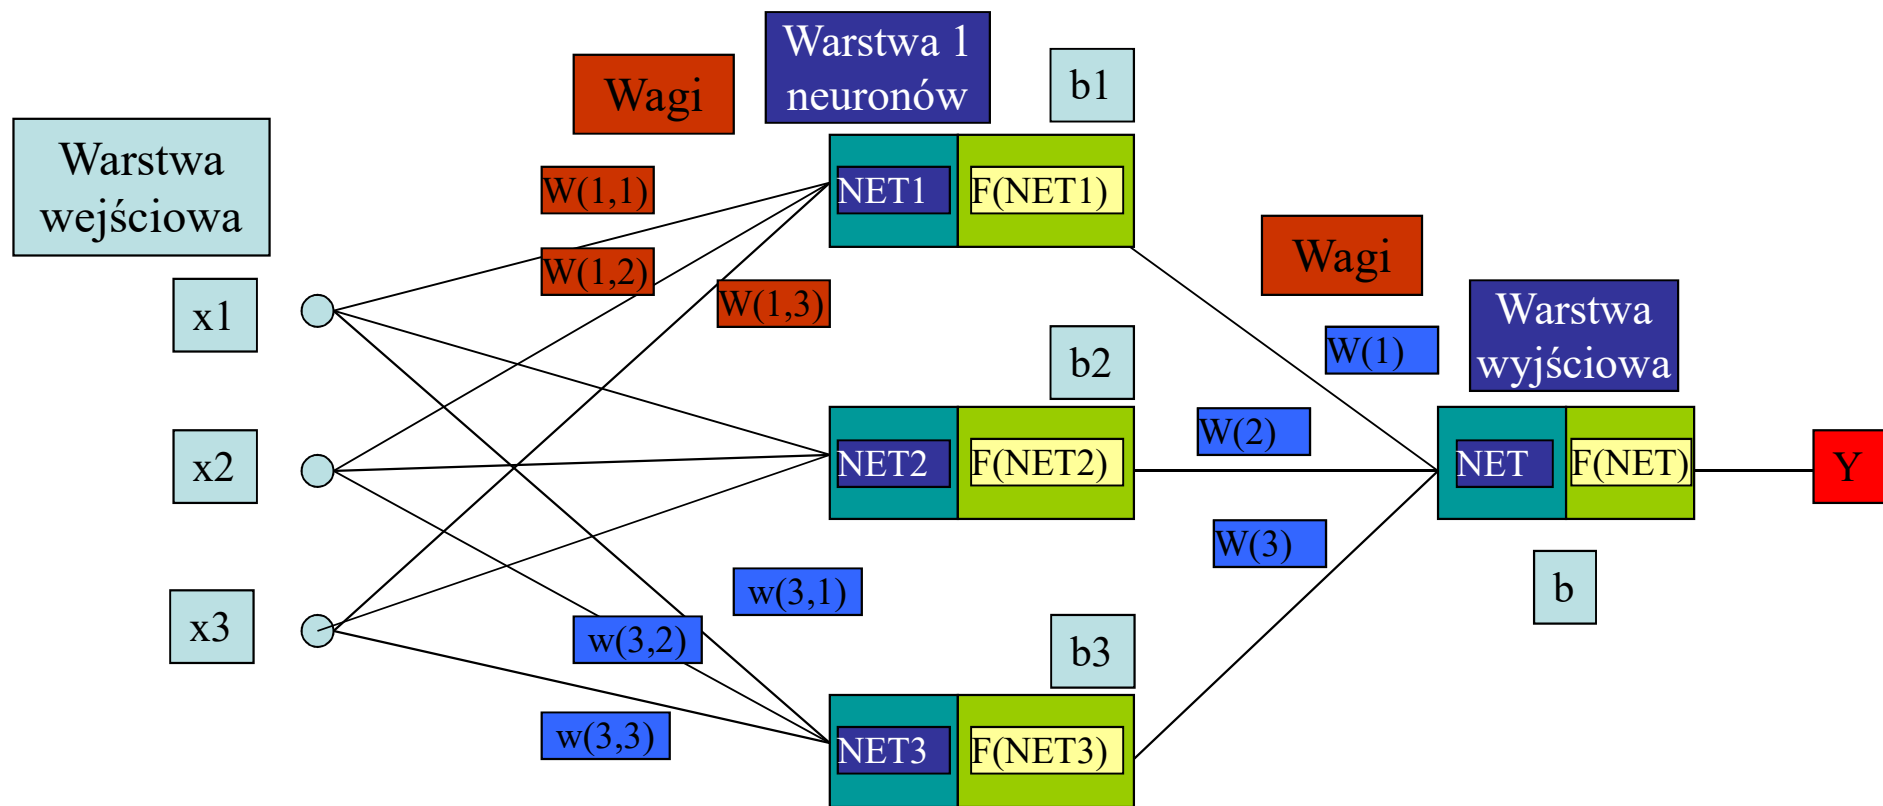 Warstwa 1
neuronów
b1
Wagi
Warstwa
wejściowa
W(1,1)
NET1
F(NET1)
W(1,2)
W(1,3)
Wagi
x1
Warstwa
wyjściowa
W(1)
b2
x2
NET2
F(NET2)
W(2)
NET
F(NET)
Y
W(3)
b
w(3,1)
x3
w(3,2)
b3
w(3,3)
NET3
F(NET3)